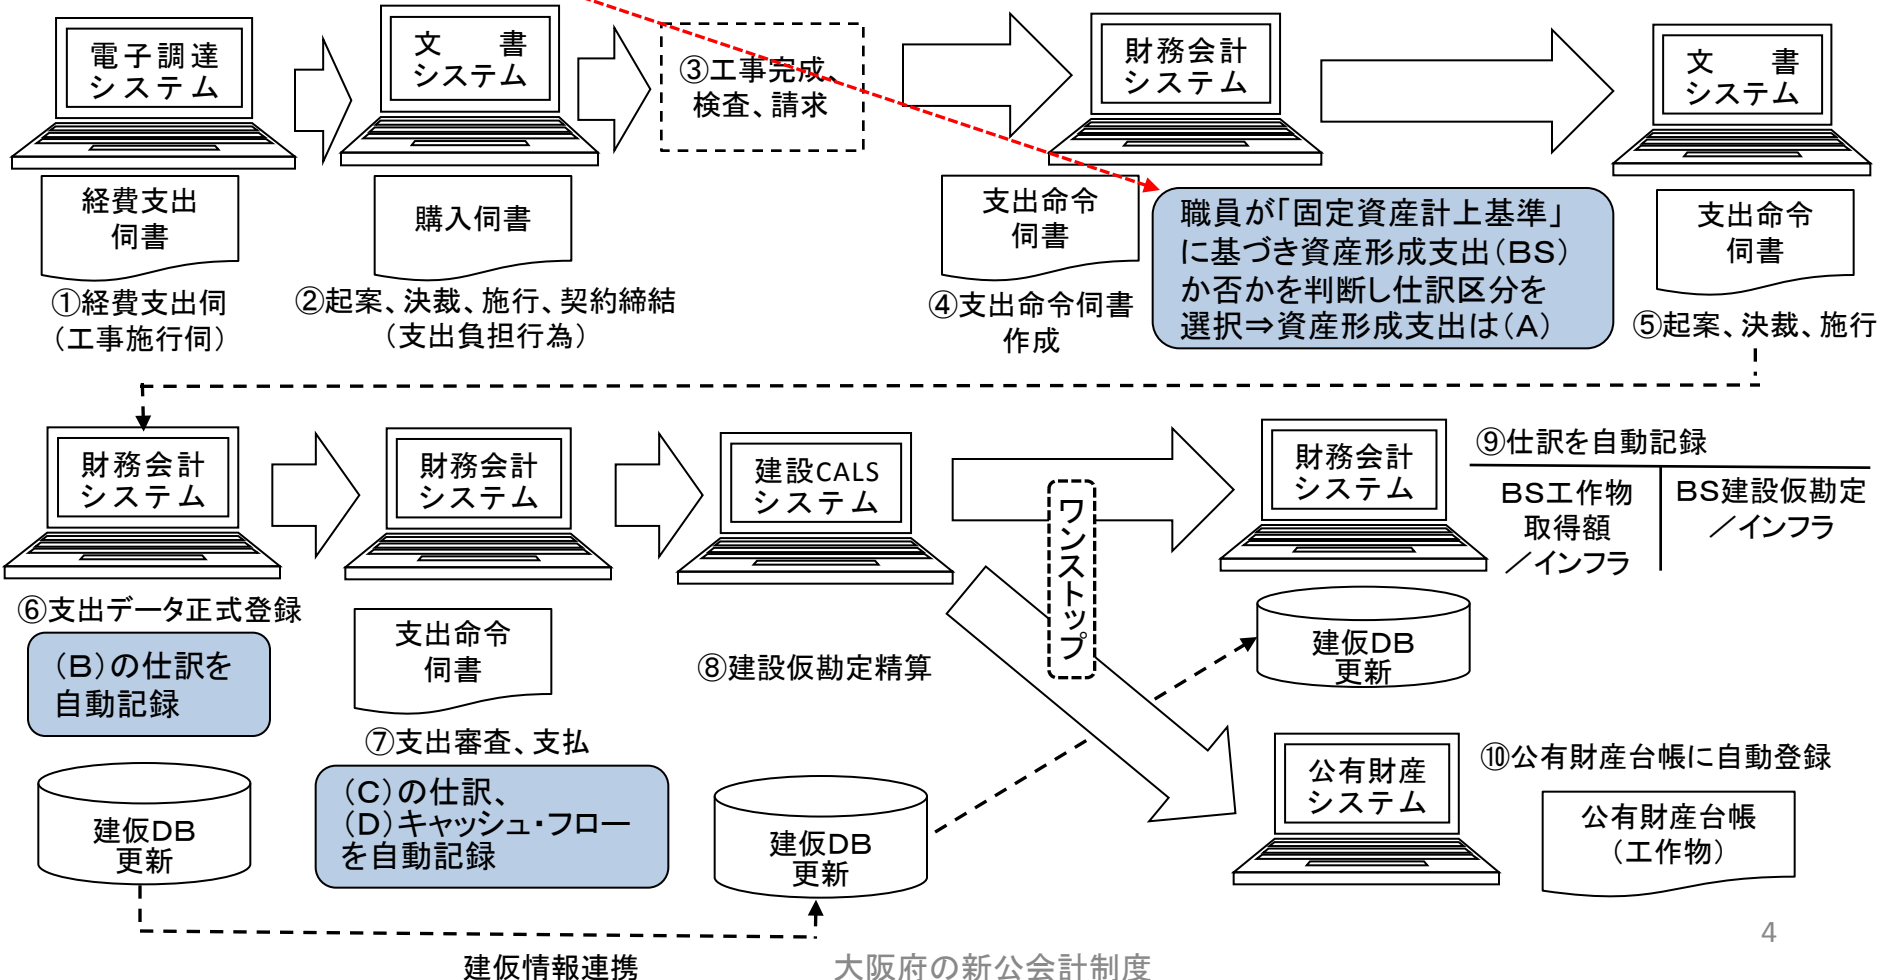 電子調達
システム
文　　書
システム
③工事完成、
検査、請求
財務会計
システム
文　　書
システム
経費支出
伺書
購入伺書
支出命令
伺書
職員が「固定資産計上基準」
に基づき資産形成支出(BS)
か否かを判断し仕訳区分を
選択⇒資産形成支出は(A)
支出命令
伺書
①経費支出伺
(工事施行伺)
②起案、決裁、施行、契約締結
(支出負担行為)
④支出命令伺書
作成
⑤起案、決裁、施行
財務会計
システム
財務会計
システム
建設CALS
システム
ワンストップ
財務会計
システム
⑨仕訳を自動記録
BS工作物
取得額
／インフラ
BS建設仮勘定
／インフラ
⑥支出データ正式登録
(B)の仕訳を
自動記録
支出命令
伺書
⑦支出審査、支払
(C)の仕訳、
(D)キャッシュ・フロー
を自動記録
⑧建設仮勘定精算
建仮DB
更新
建仮DB
更新
建仮DB
更新
公有財産
システム
⑩公有財産台帳に自動登録
公有財産台帳
(工作物)
建仮情報連携
大阪府の新公会計制度
4